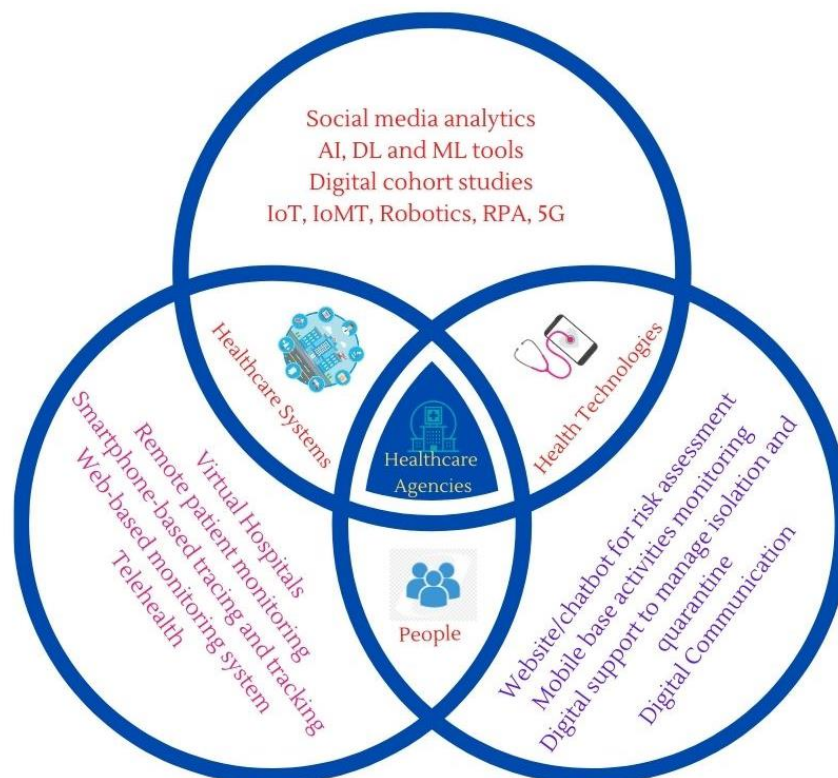 Social media analytics
AI, DL and ML tools
Digital cohort studies
IoT, IoMT, Robotics, RPA, 5G
Healthcare Systems
Health Technologies
Healthcare
Agencies
People
Virtual Hospitals
Remote patient monitoring
Smartphone-based tracing and tracking
Web-based monitoring system
Telehealth
Website/chatbot for risk assessment
Mobile base activities monitoring
Digital support to manage isolation and
quarantine
Digital Communication